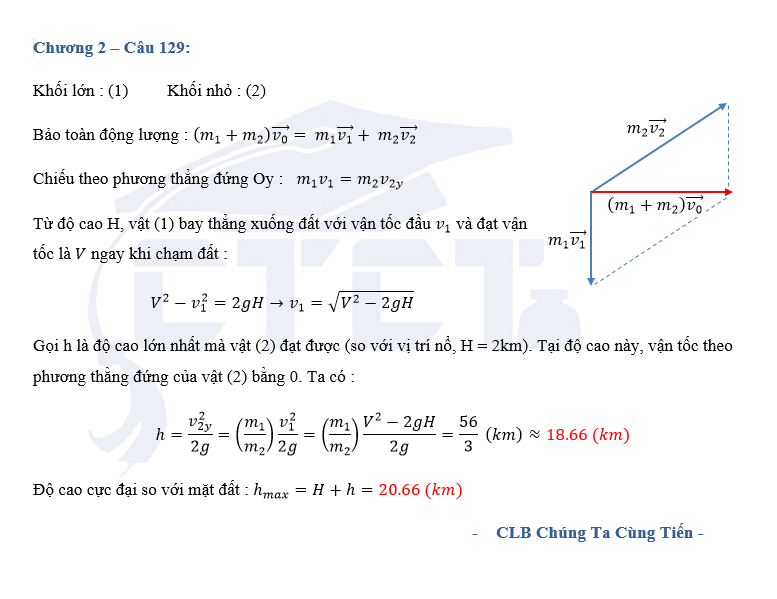 Chương 2 – Câu 129:
Khối lớn : (1) Khối nhỏ : (2)
Bảo toàn động lượng : $(m_1 + m_2)\overrightarrow{v_0} = m_1\overrightarrow{v_1} + m_2\overrightarrow{v_2}$
$m_2\overrightarrow{v_2}$
Chiếu theo phương thẳng đứng Oy : $m_1v_1 = m_2v_{2y}$
$(m_1 + m_2)\overrightarrow{v_0}$
Từ độ cao H, vật (1) bay thẳng xuống đất với vận tốc đầu $v_1$ và đạt vận
$m_1\overrightarrow{v_1}$
tốc là $V$ ngay khi chạm đất :
$V^2 - v_1^2 = 2gH \rightarrow v_1 = \sqrt{V^2 - 2gH}$
Gọi h là độ cao lớn nhất mà vật (2) đạt được (so với vị trí nổ, H = 2km). Tại độ cao này, vận tốc theo
phương thẳng đứng của vật (2) bằng 0. Ta có :
$h = \frac{v_{2y}^2}{2g} = \left(\frac{m_1}{m_2}\right)\frac{v_1^2}{2g} = \left(\frac{m_1}{m_2}\right)\frac{V^2 - 2gH}{2g} = \frac{56}{3} (km) \approx 18.66 (km)$
Độ cao cực đại so với mặt đất : $h_{max} = H + h = 20.66 (km)$
- CLB Chúng Ta Cùng Tiến -
CTCT